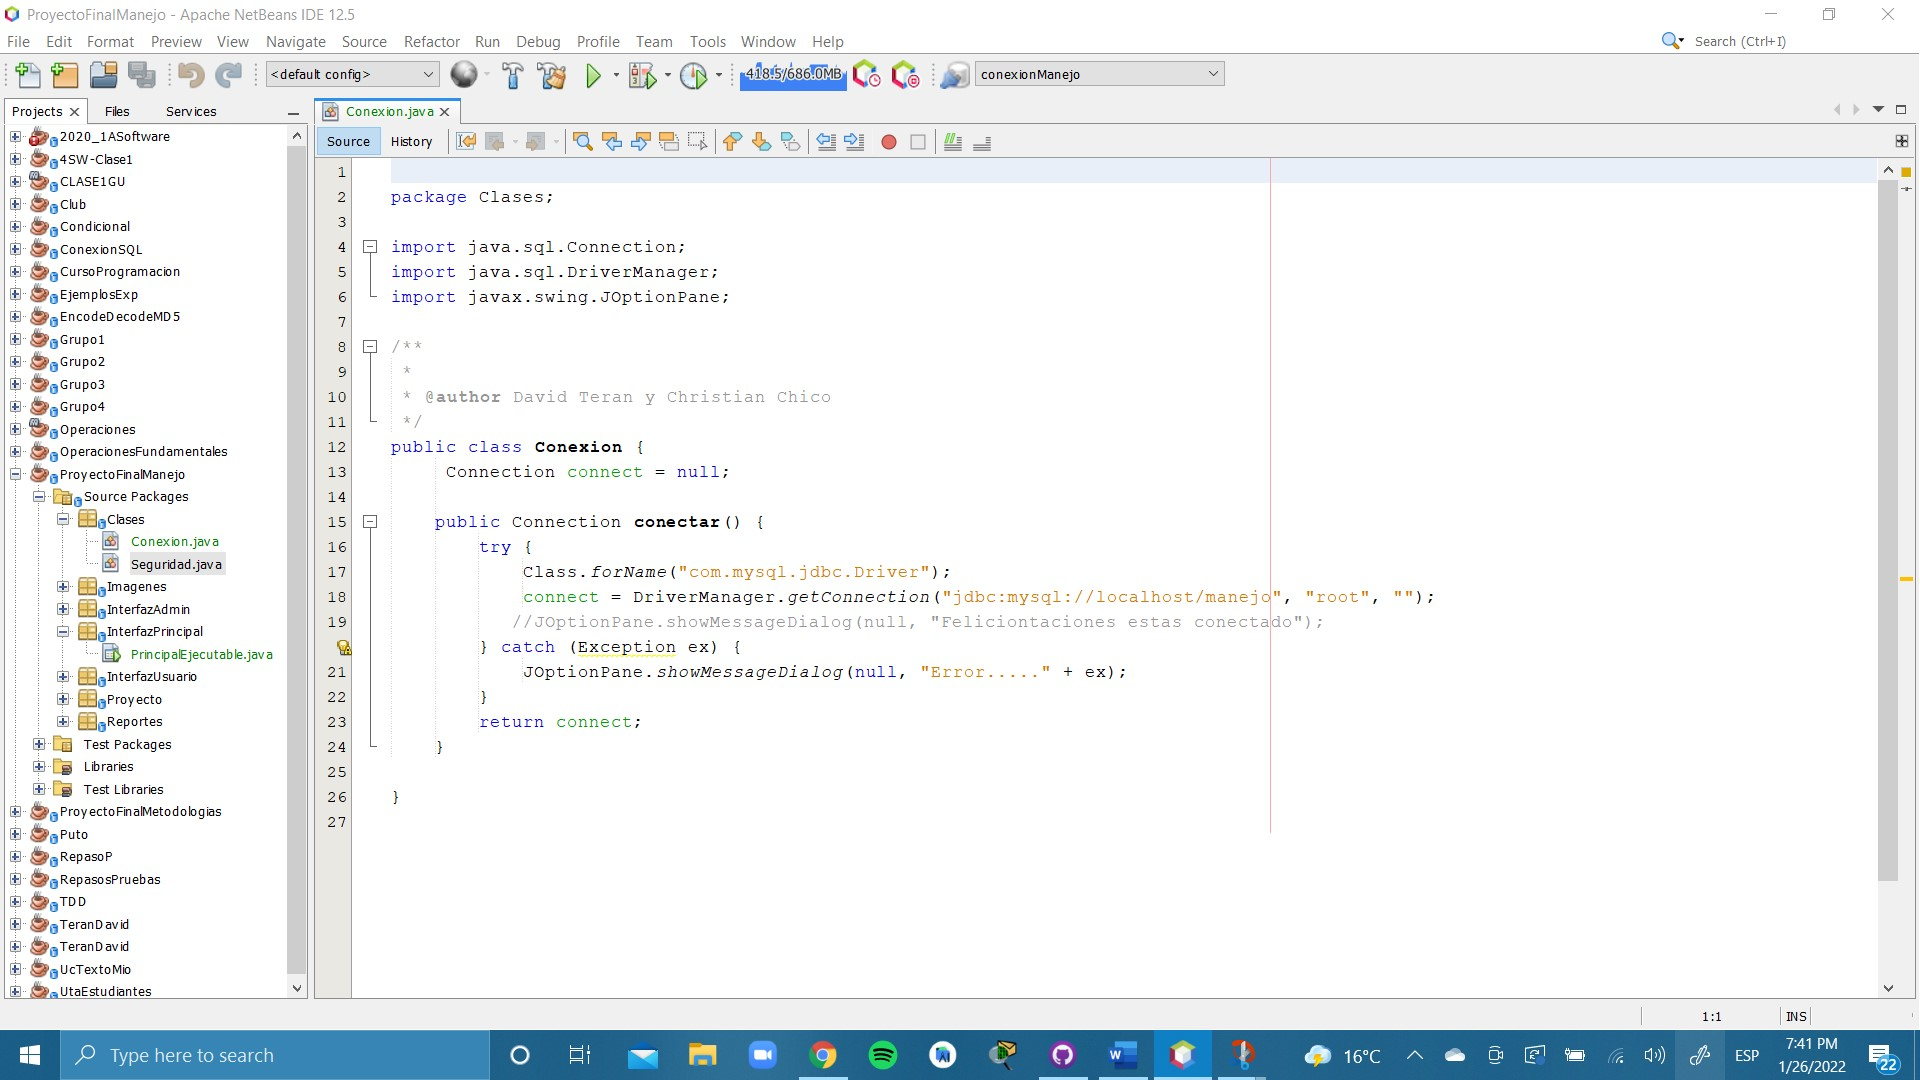 ProyectoFinalManejo - Apache NetBeans IDE 12.5
File Edit Format Preview View Navigate Source Refactor Run Debug Profile Team Tools Window Help
Search (Ctrl+I)
<default config>
418.5/686.0MB
conexionManejo
Projects
Files
Services
Conexion.java
Source
History
2020_1ASoftware
4SW-Clase1
CLASE1GU
Club
Condicional
ConexionSQL
CursoProgramacion
EjemplosExp
EncodeDecodeMD5
Grupo1
Grupo2
Grupo3
Grupo4
Operaciones
OperacionesFundamentales
ProyectoFinalManejo
Source Packages
Clases
Conexion.java
Seguridad.java
Imagenes
InterfazAdmin
InterfazPrincipal
PrincipalEjecutable.java
InterfazUsuario
Proyecto
Reportes
Test Packages
Libraries
Test Libraries
ProyectoFinalMetodologias
Puto
RepasoP
RepasosPruebas
TDD
TeranDavid
TeranDavid
UcTextoMio
UtaEstudiantes
1
2 package Clases;
3
4 import java.sql.Connection;
5 import java.sql.DriverManager;
6 import javax.swing.JOptionPane;
7
8 /**
9 *
10 * @author David Teran y Christian Chico
11 */
12 public class Conexion {
13 Connection connect = null;
14
15 public Connection conectar() {
16 try {
17 Class.forName("com.mysql.jdbc.Driver");
18 connect = DriverManager.getConnection("jdbc:mysql://localhost/manejo", "root", "");
19 //JOptionPane.showMessageDialog(null, "Feliciontaciones estas conectado");
} catch (Exception ex) {
21 JOptionPane.showMessageDialog(null, "Error....." + ex);
22 }
23 return connect;
24 }
25
26 }
27
1:1
INS
Type here to search
16°C
ESP
7:41 PM
1/26/2022
22